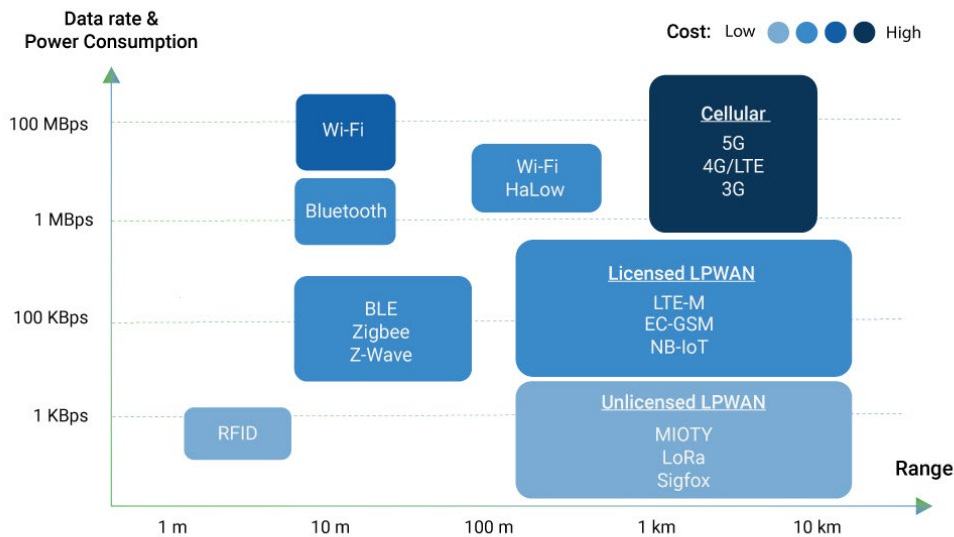 Data rate &
Power Consumption
Cost: Low High
100 MBps
1 MBps
100 KBps
1 KBps
Wi-Fi
Bluetooth
Wi-Fi
HaLow
Cellular
5G
4G/LTE
3G
BLE
Zigbee
Z-Wave
Licensed LPWAN
LTE-M
EC-GSM
NB-IoT
RFID
Unlicensed LPWAN
MIOTY
LoRa
Sigfox
Range
1 m 10 m 100 m 1 km 10 km